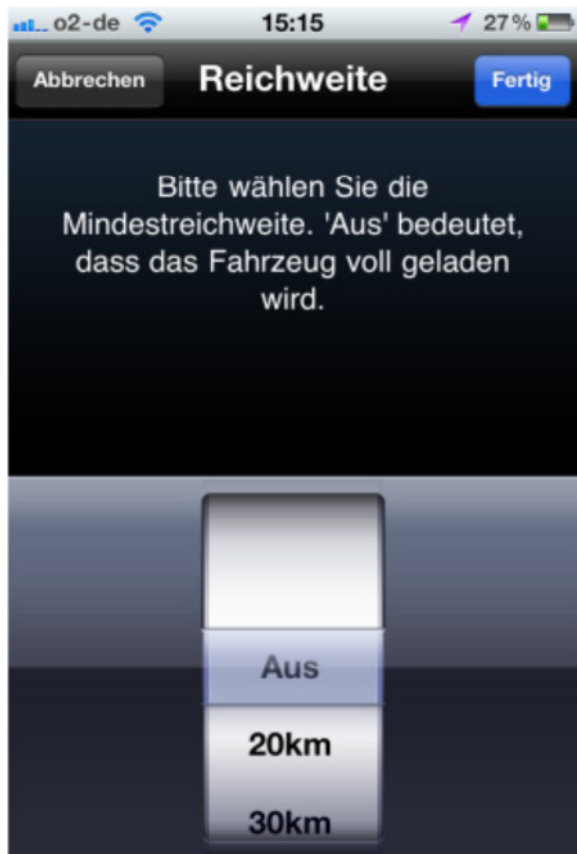 o2-de 15:15 27%
Abbrechen Reichweite Fertig
Bitte wählen Sie die
Mindestreichweite. 'Aus' bedeutet,
dass das Fahrzeug voll geladen
wird.
Aus
20km
30km